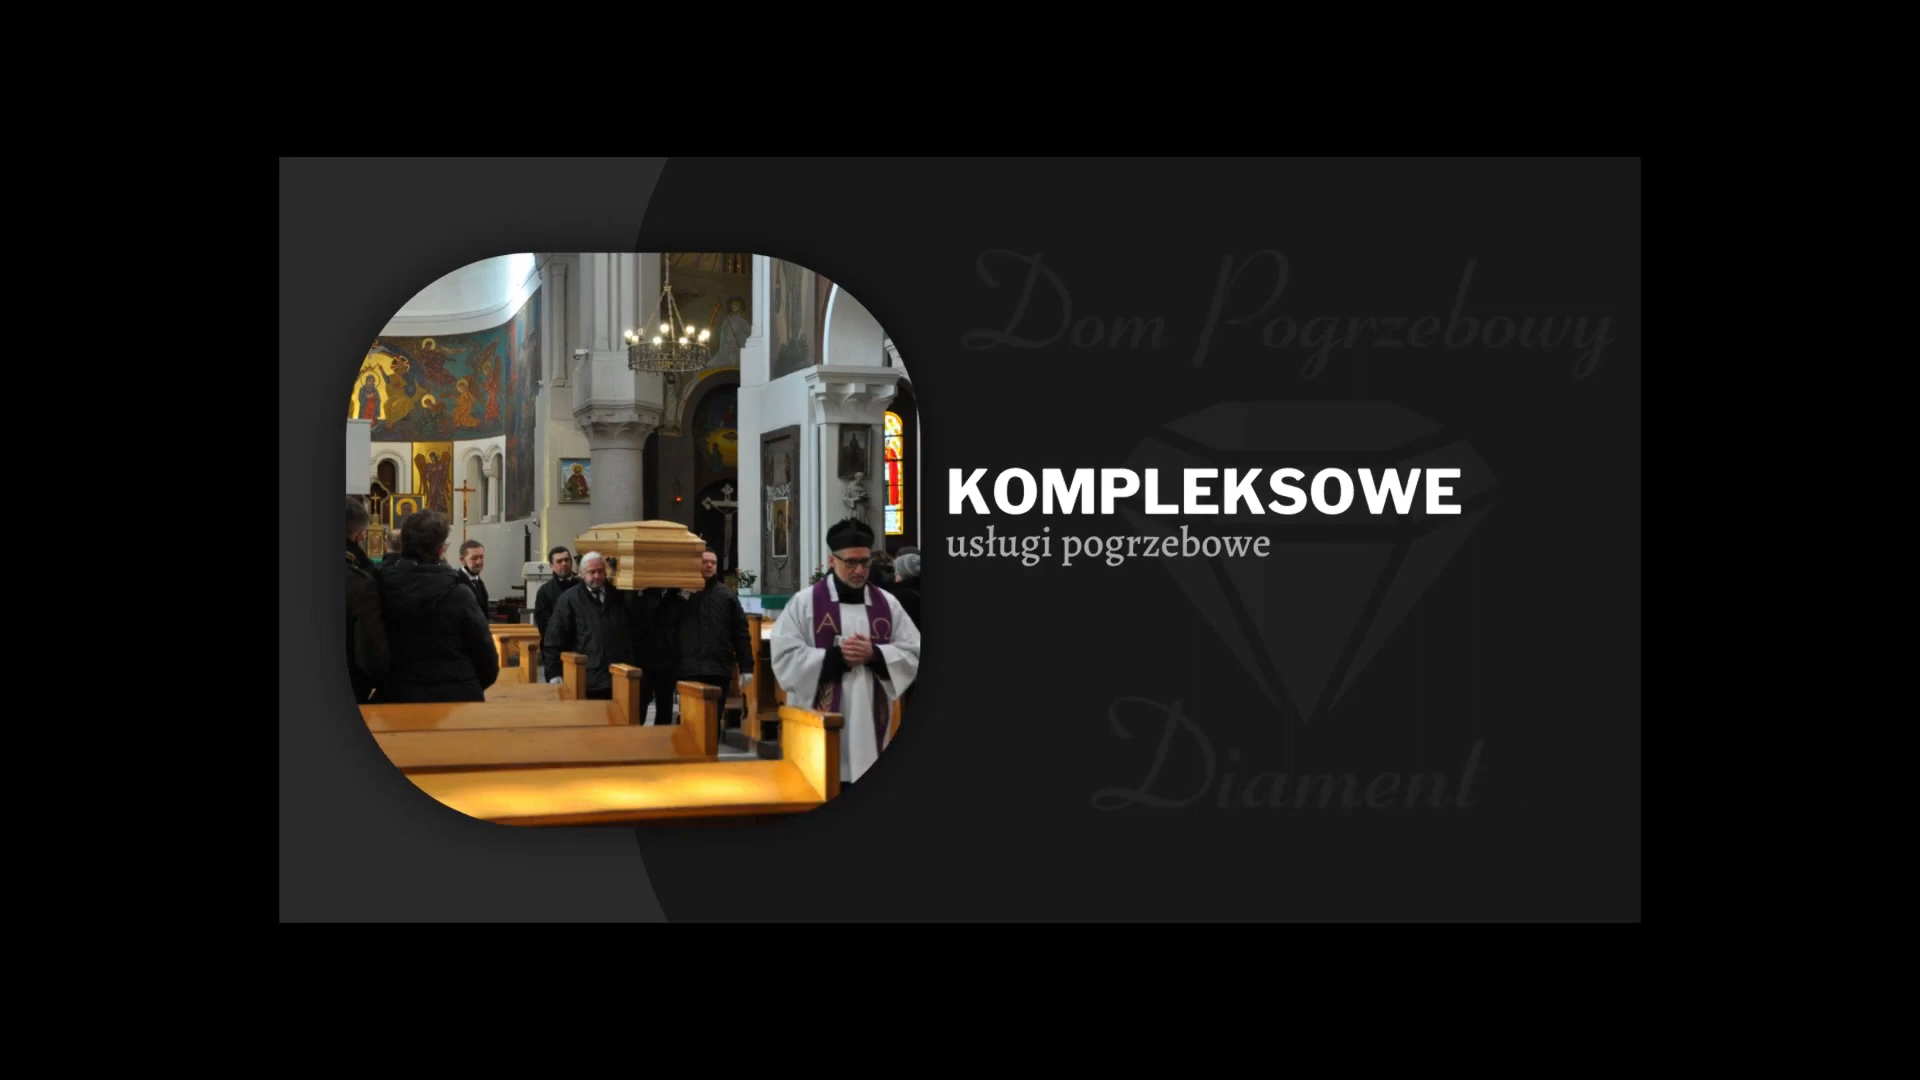 Dom Pogrzebowy
KOMPLEKSOWE
usługi pogrzebowe
Diament
Α Ω